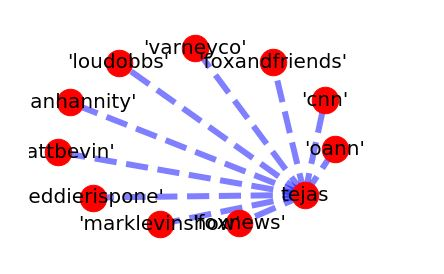 'varneyco'
'loudobbs'
'foxandfriends'
anhannity'
'cnn'
attbevin'
'oann'
eddierispone'
tejas
'marklevinshow'
'foxnews'